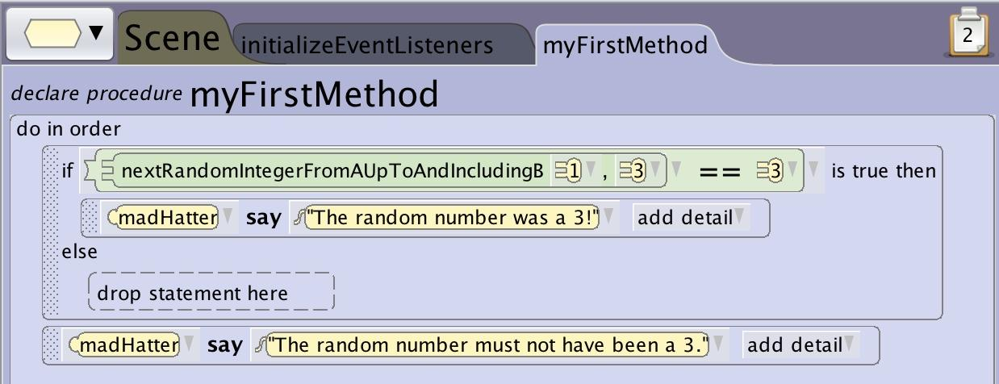 Scene initializeEventListeners myFirstMethod 2
declare procedure myFirstMethod
do in order
if nextRandomIntegerFromAUpToAndIncludingB 1 , 3 == 3 is true then
madHatter say "The random number was a 3!" add detail
else
drop statement here
madHatter say "The random number must not have been a 3." add detail